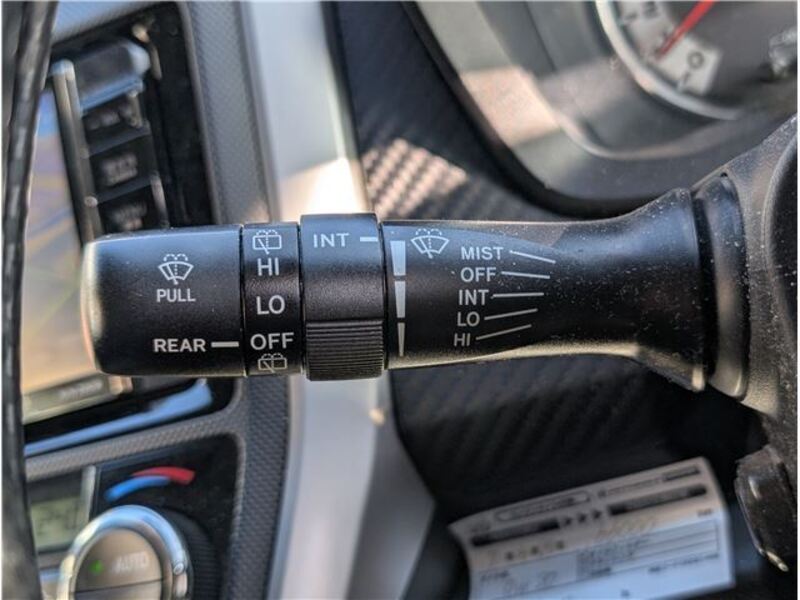 PULL
REAR
HI
LO
OFF
INT
MIST
OFF
INT
LO
HI
AUTO